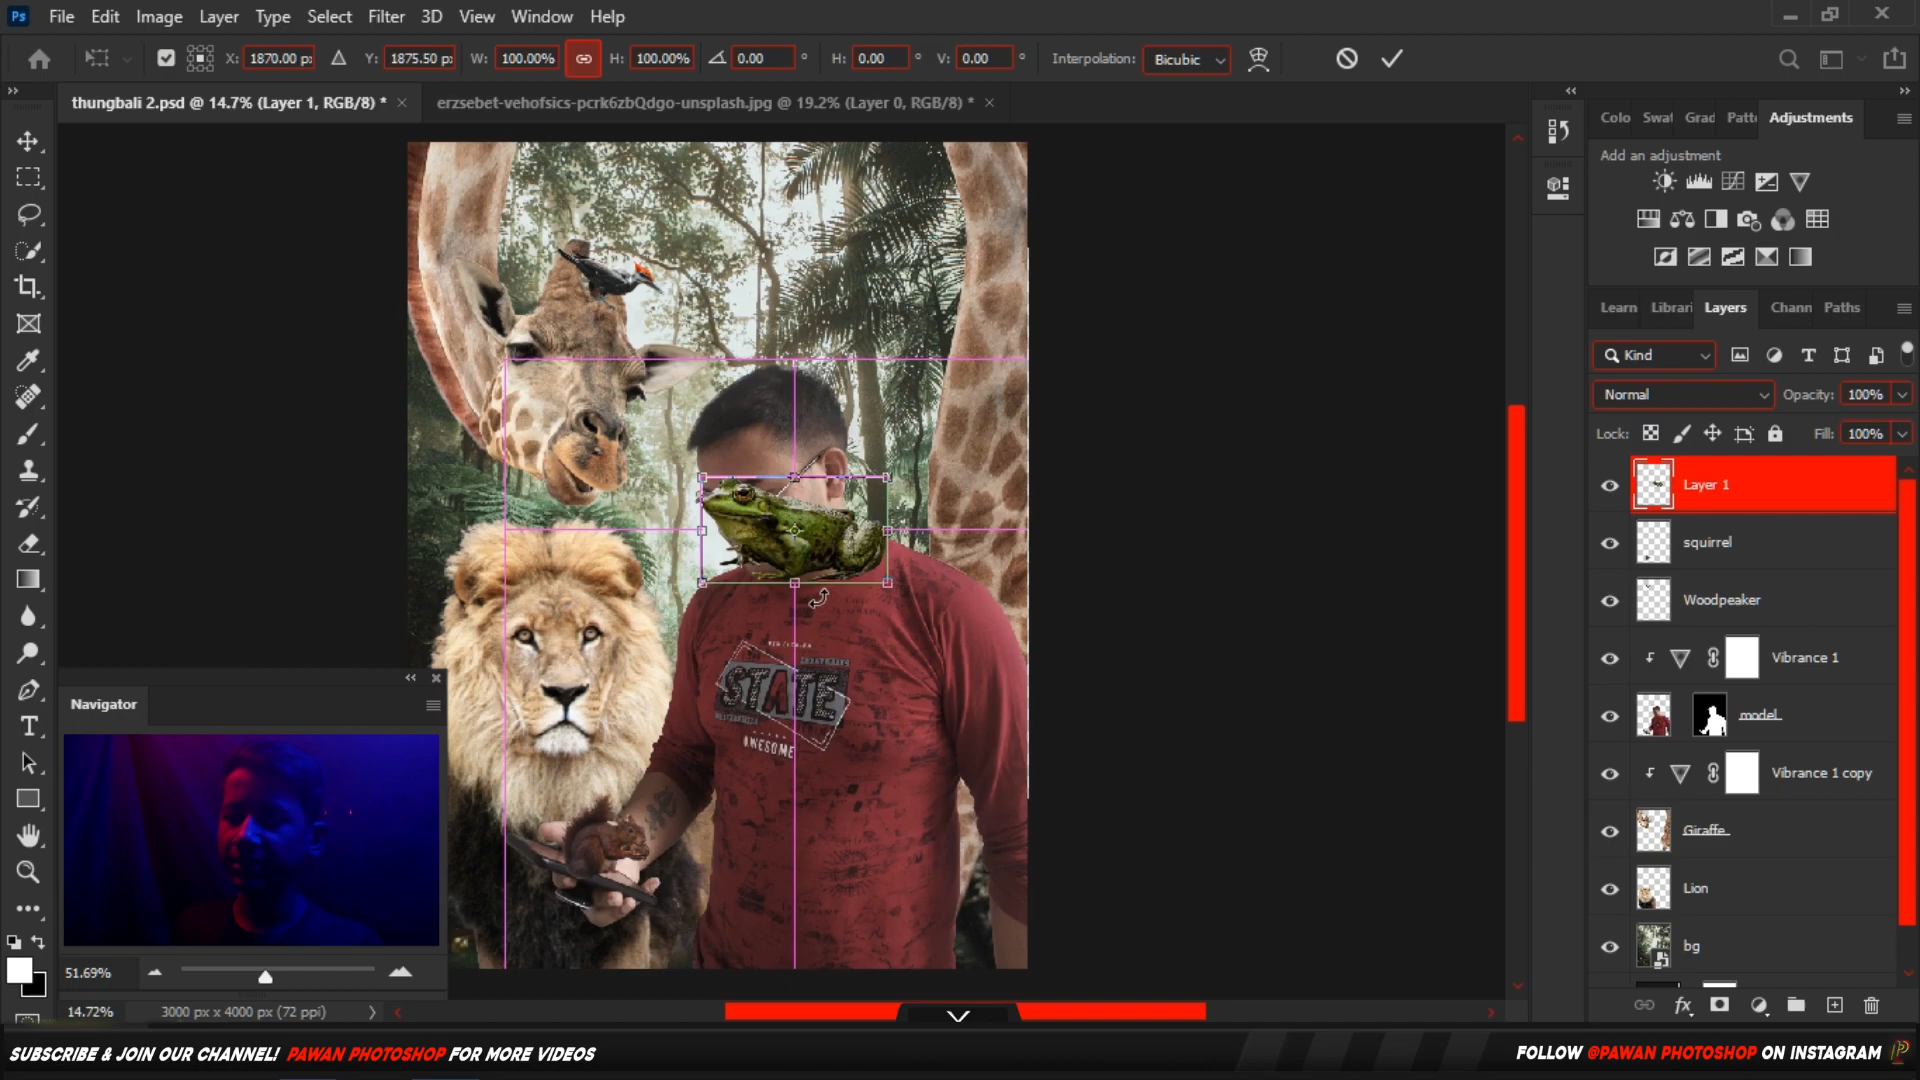 Ps File Edit Image Layer Type Select Filter 3D View Window Help
X: 1870.00 p Y: 1875.50 p W: 100.00% H: 100.00% 0.00 ° H: 0.00 ° V: 0.00 ° Interpolation: Bicubic
thungbali 2.psd @ 14.7% (Layer 1, RGB/8) * ×
erzsebet-vehofsics-pcrk6zbQdgo-unsplash.jpg @ 19.2% (Layer 0, RGB/8) * ×
Colo Swat Grad Patte Adjustments
Add an adjustment
Learn Librari Layers Chann Paths
Kind
Normal Opacity: 100%
Lock: Fill: 100%
Layer 1
squirrel
Woodpeaker
Vibrance 1
model
Vibrance 1 copy
Giraffe
Lion
bg
STATE
AWESOME
Navigator
51.69%
14.72% 3000 px x 4000 px (72 ppi)
SUBSCRIBE & JOIN OUR CHANNEL! PAWAN PHOTOSHOP FOR MORE VIDEOS
FOLLOW @PAWAN PHOTOSHOP ON INSTAGRAM